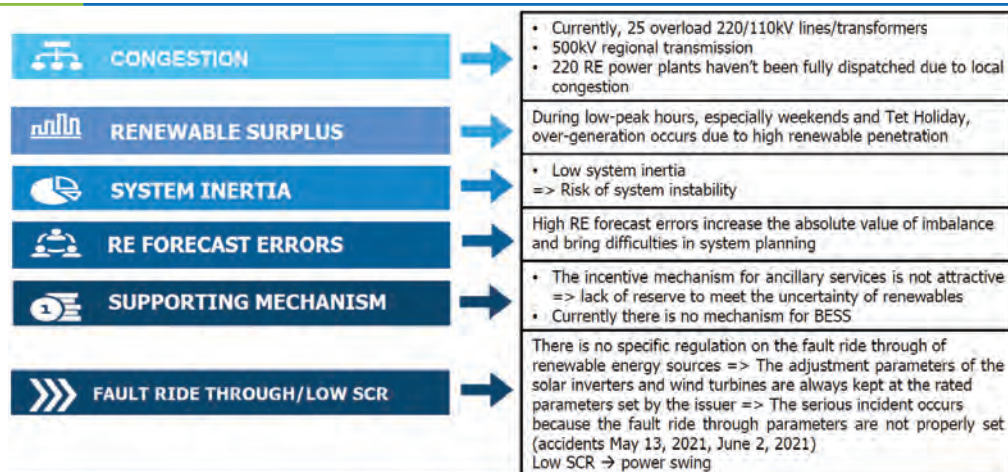 CONGESTION
• Currently, 25 overload 220/110kV lines/transformers
• 500kV regional transmission
• 220 RE power plants haven't been fully dispatched due to local
congestion
RENEWABLE SURPLUS
During low-peak hours, especially weekends and Tet Holiday,
over-generation occurs due to high renewable penetration
SYSTEM INERTIA
• Low system inertia
=> Risk of system instability
RE FORECAST ERRORS
High RE forecast errors increase the absolute value of imbalance
and bring difficulties in system planning
1 SUPPORTING MECHANISM
• The incentive mechanism for ancillary services is not attractive
=> lack of reserve to meet the uncertainty of renewables
• Currently there is no mechanism for BESS
FAULT RIDE THROUGH/LOW SCR
There is no specific regulation on the fault ride through of
renewable energy sources => The adjustment parameters of the
solar inverters and wind turbines are always kept at the rated
parameters set by the issuer => The serious incident occurs
because the fault ride through parameters are not properly set
(accidents May 13, 2021, June 2, 2021)
Low SCR → power swing